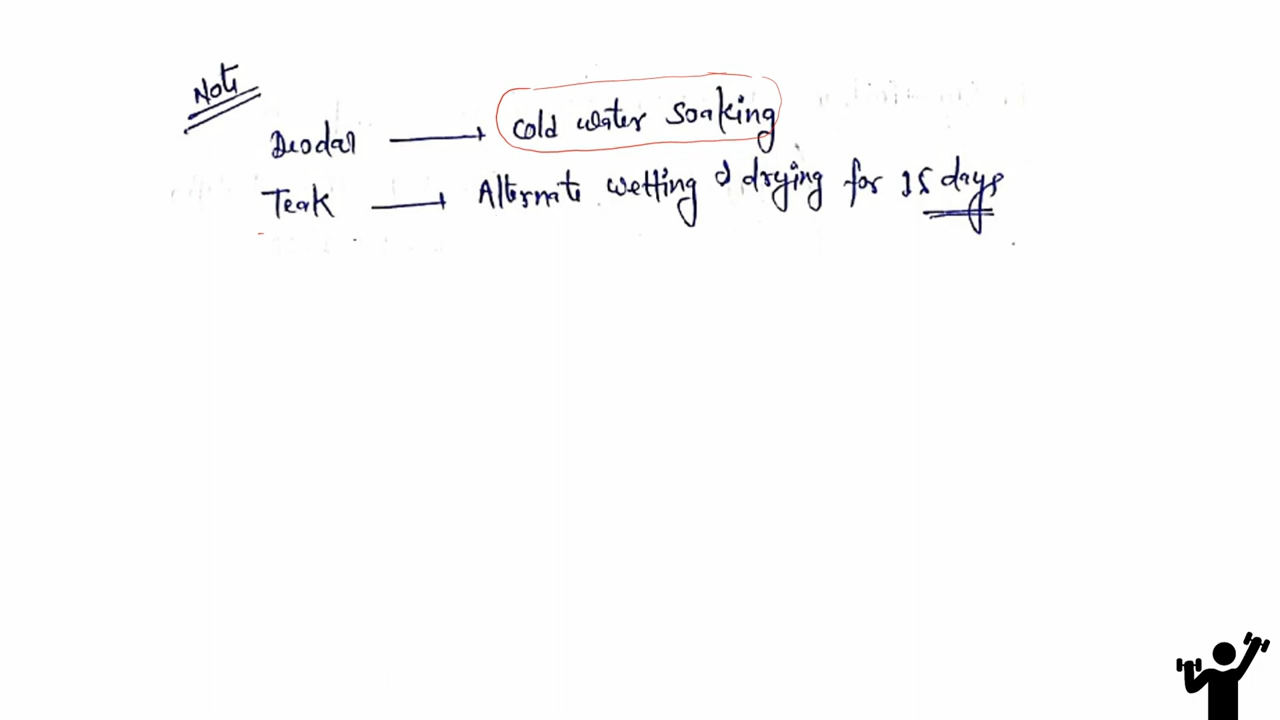 Note
Deodar → cold water soaking
Teak → Alternate wetting & drying for 15 days